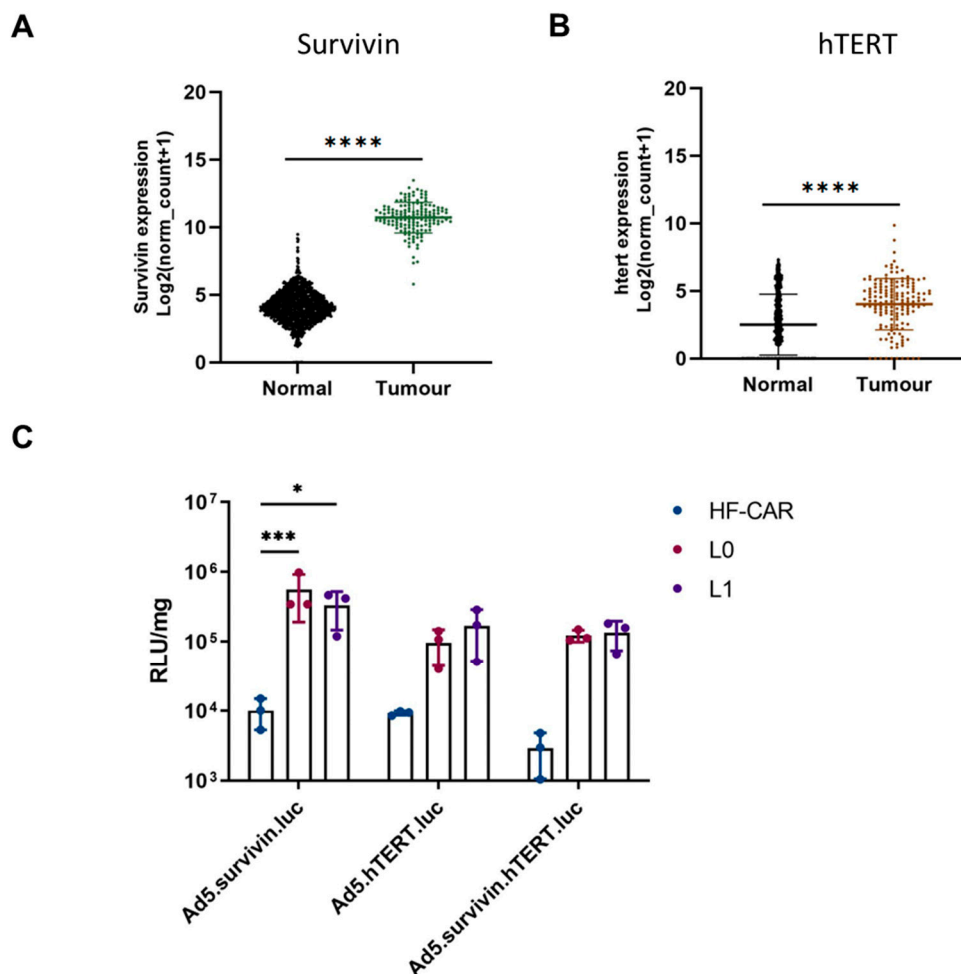 A
Survivin
Survivin expression
Log2(norm_count+1)
20
15
10
5
0
****
Normal
Tumour
B
hTERT
htert expression
Log2(norm_count+1)
20
15
10
5
0
****
Normal
Tumour
C
RLU/mg
10⁷
10⁶
10⁵
10⁴
10³
*
***
HF-CAR
L0
L1
Ad5.survivin.luc
Ad5.hTERT.luc
Ad5.survivin.hTERT.luc